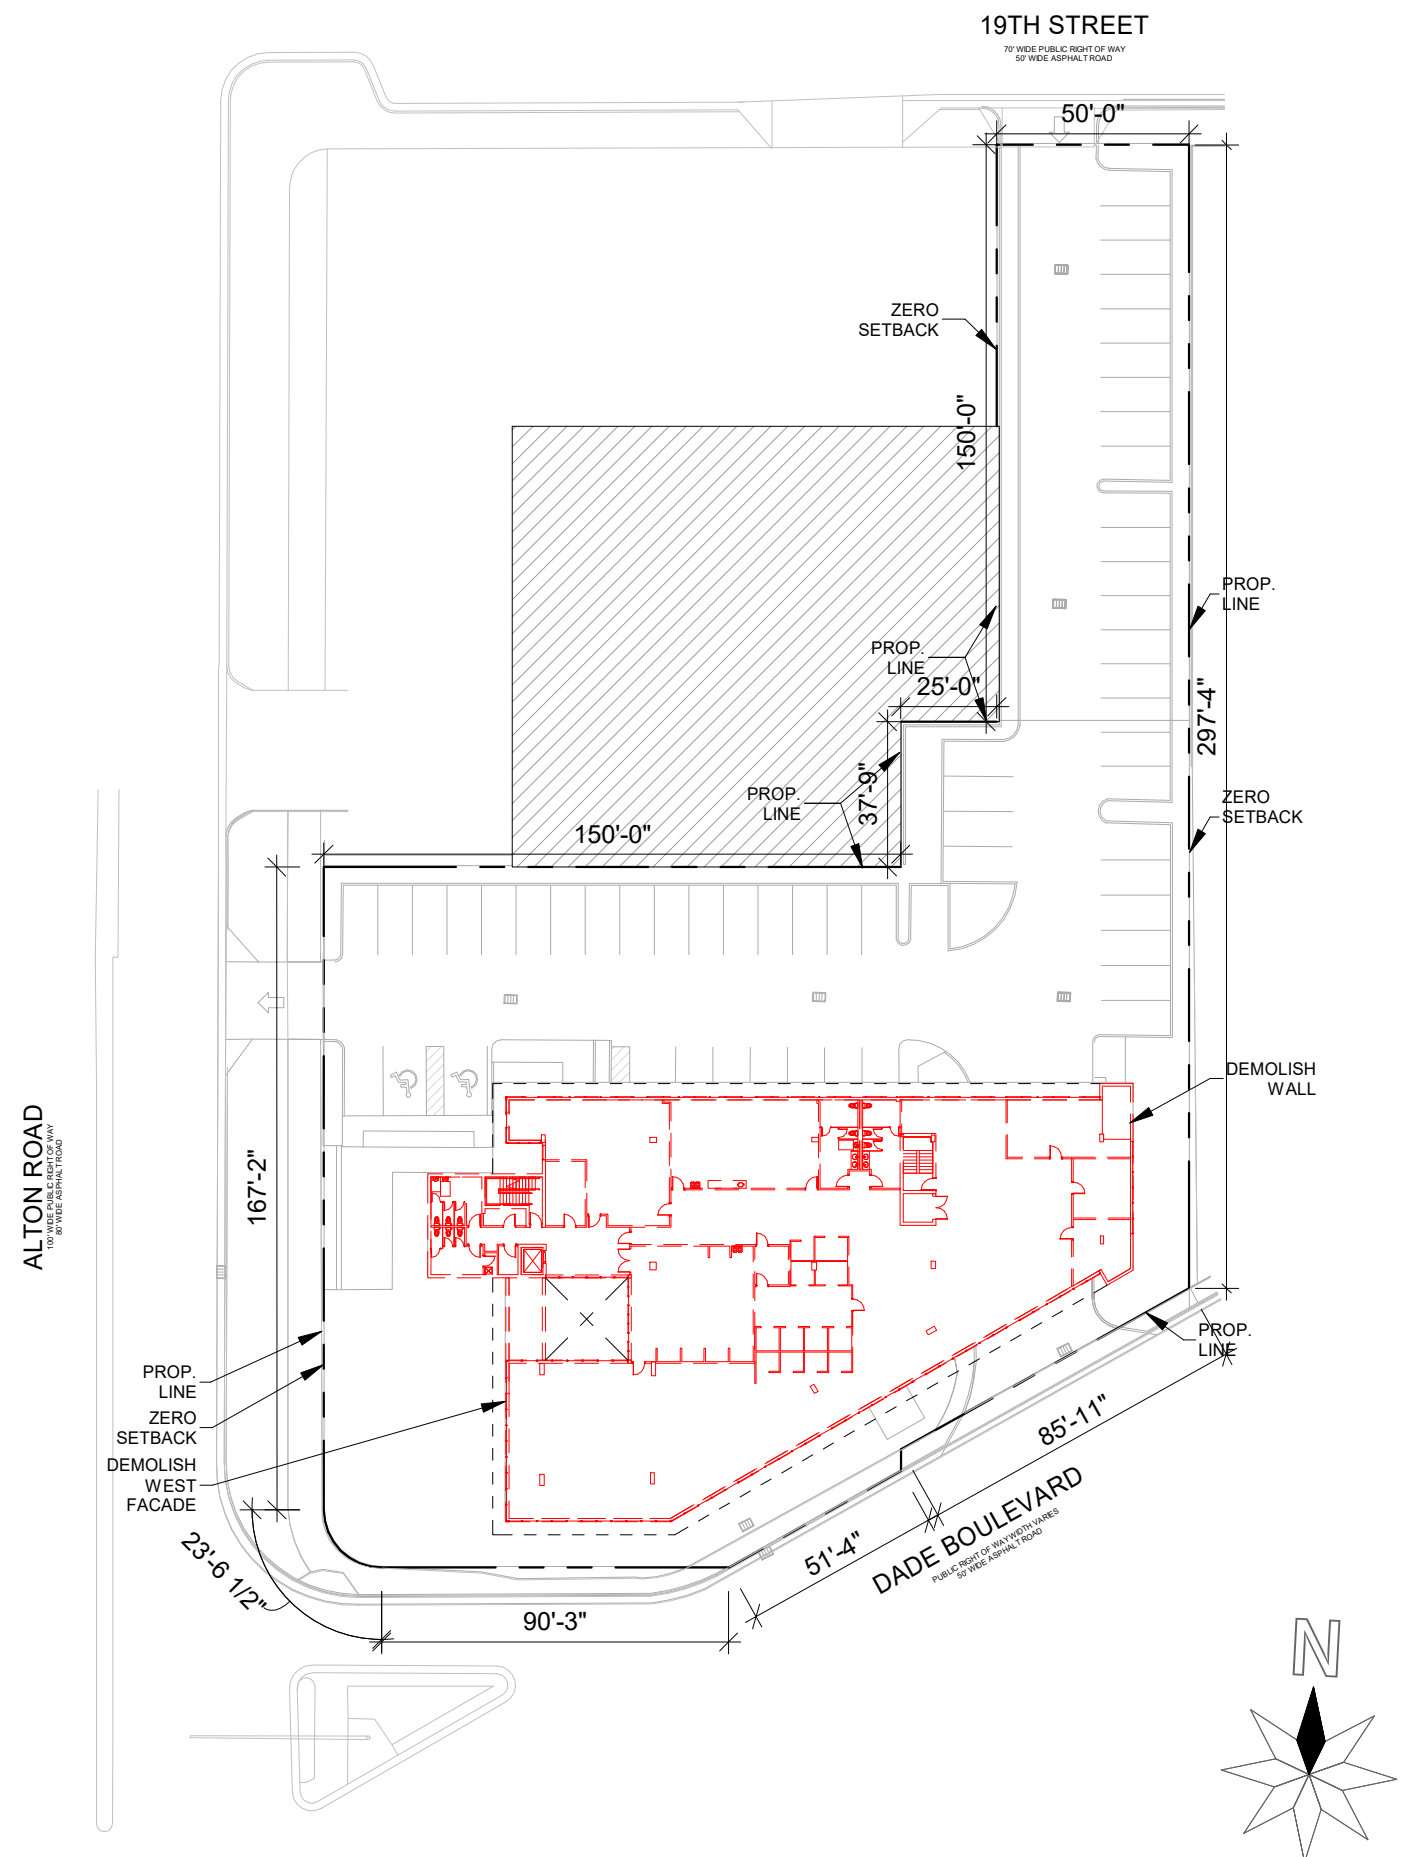 19TH STREET
70' WIDE PUBLIC RIGHT OF WAY
50' WIDE ASPHALT ROAD
50'-0"
ZERO
SETBACK
150'-0"
PROP.
LINE
PROP.
LINE
25'-0"
297'-4"
37'-9"
PROP.
LINE
ZERO
SETBACK
150'-0"
DEMOLISH
WALL
ALTON ROAD
100' WIDE PUBLIC RIGHT OF WAY
80' WIDE ASPHALT ROAD
167'-2"
PROP.
LINE
PROP.
LINE
ZERO
SETBACK
DEMOLISH
WEST
FACADE
85'-11"
DADE BOULEVARD
PUBLIC RIGHT OF WAY WIDTH VARIES
50' WIDE ASPHALT ROAD
51'-4"
23'-6 1/2"
90'-3"
N